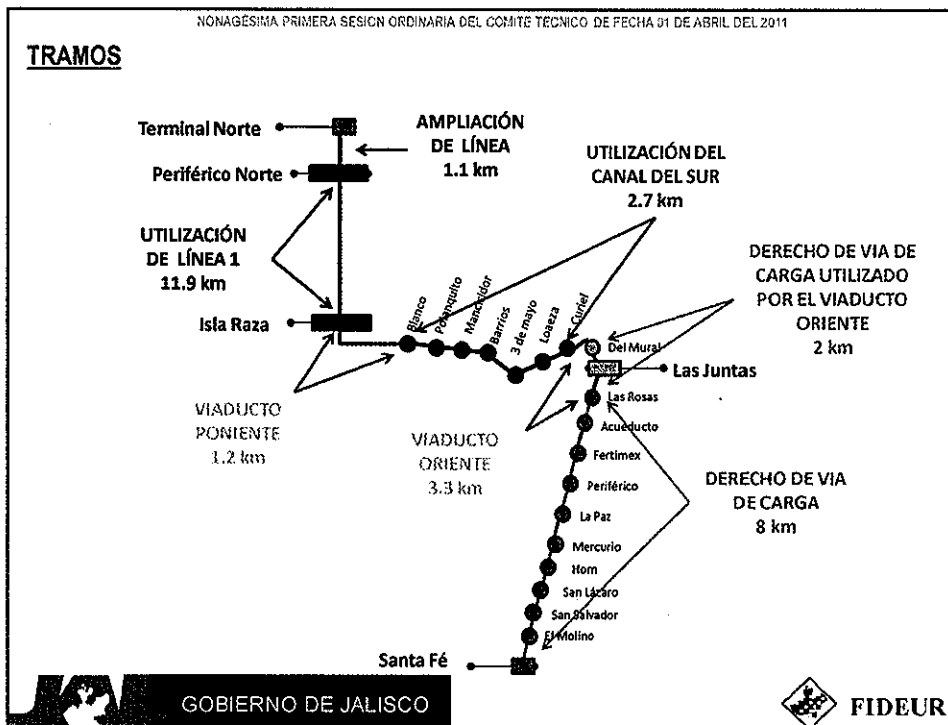 NONAGÉSIMA PRIMERA SESION ORDINARIA DEL COMITE TECNICO DE FECHA 01 DE ABRIL DEL 2011
TRAMOS
Terminal Norte
AMPLIACIÓN
DE LÍNEA
1.1 km
Periférico Norte
UTILIZACIÓN DEL
CANAL DEL SUR
2.7 km
UTILIZACIÓN
DE LÍNEA 1
11.9 km
DERECHO DE VIA DE
CARGA UTILIZADO
POR EL VIADUCTO
ORIENTE
2 km
Isla Raza
Blanco
Polanquito
Mancisidor
Barrios
3 de mayo
Loaeza
Curiel
Del Mural
Las Juntas
Las Rosas
VIADUCTO
PONIENTE
1.2 km
VIADUCTO
ORIENTE
3.3 km
Acueducto
Fertimex
Periférico
DERECHO DE VIA
DE CARGA
8 km
La Paz
Mercurio
Hom
San Lázaro
San Salvador
El Molino
Santa Fé
GOBIERNO DE JALISCO
FIDEUR